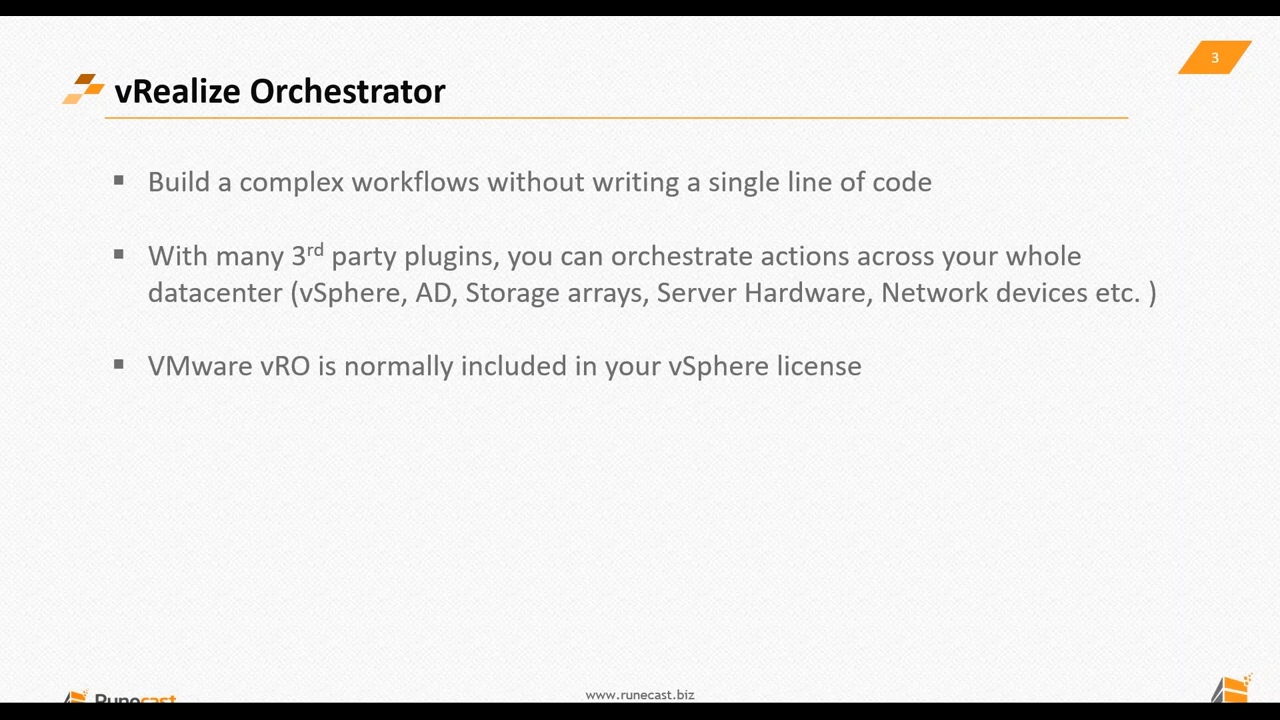 3
vRealize Orchestrator
▪ Build a complex workflows without writing a single line of code
▪ With many 3rd party plugins, you can orchestrate actions across your whole
datacenter (vSphere, AD, Storage arrays, Server Hardware, Network devices etc. )
▪ VMware vRO is normally included in your vSphere license
Runecast
www.runecast.biz